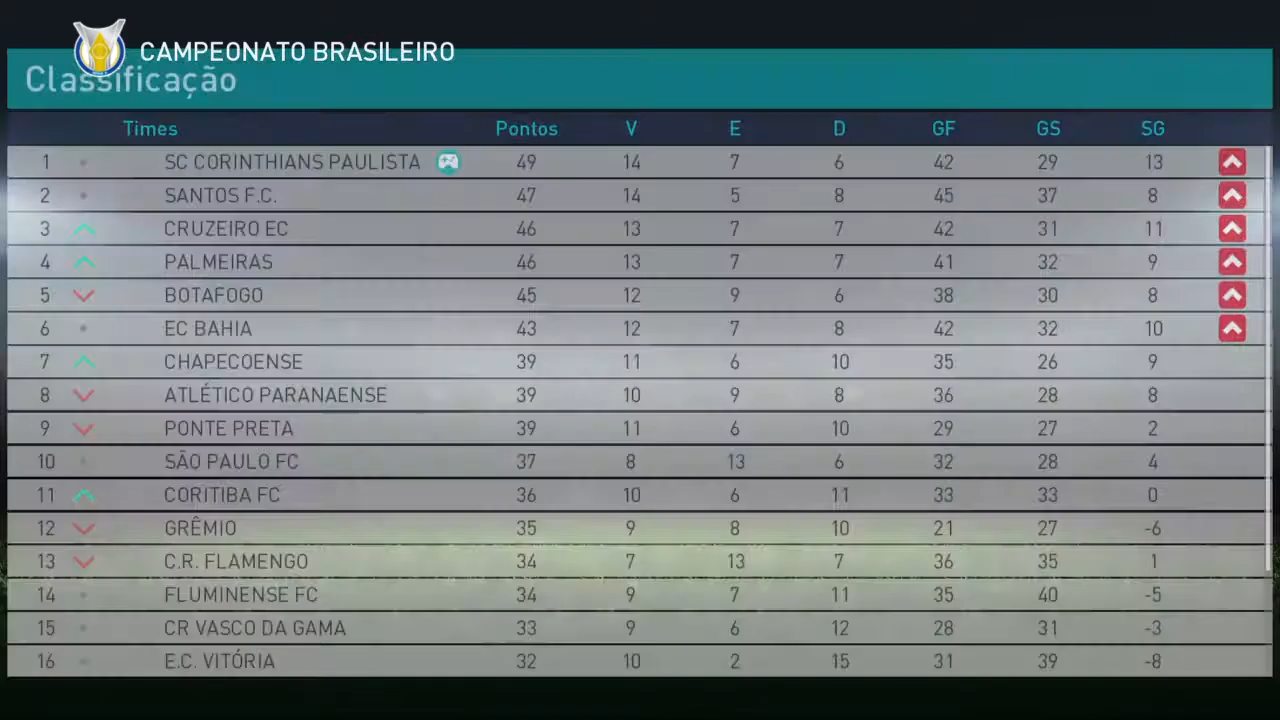 CAMPEONATO BRASILEIRO
Classificação
Times Pontos V E D GF GS SG
1 SC CORINTHIANS PAULISTA 49 14 7 6 42 29 13
2 SANTOS F.C. 47 14 5 8 45 37 8
3 CRUZEIRO EC 46 13 7 7 42 31 11
4 PALMEIRAS 46 13 7 7 41 32 9
5 BOTAFOGO 45 12 9 6 38 30 8
6 EC BAHIA 43 12 7 8 42 32 10
7 CHAPECOENSE 39 11 6 10 35 26 9
8 ATLÉTICO PARANAENSE 39 10 9 8 36 28 8
9 PONTE PRETA 39 11 6 10 29 27 2
10 SÃO PAULO FC 37 8 13 6 32 28 4
11 CORITIBA FC 36 10 6 11 33 33 0
12 GRÊMIO 35 9 8 10 21 27 -6
13 C.R. FLAMENGO 34 7 13 7 36 35 1
14 FLUMINENSE FC 34 9 7 11 35 40 -5
15 CR VASCO DA GAMA 33 9 6 12 28 31 -3
16 E.C. VITÓRIA 32 10 2 15 31 39 -8